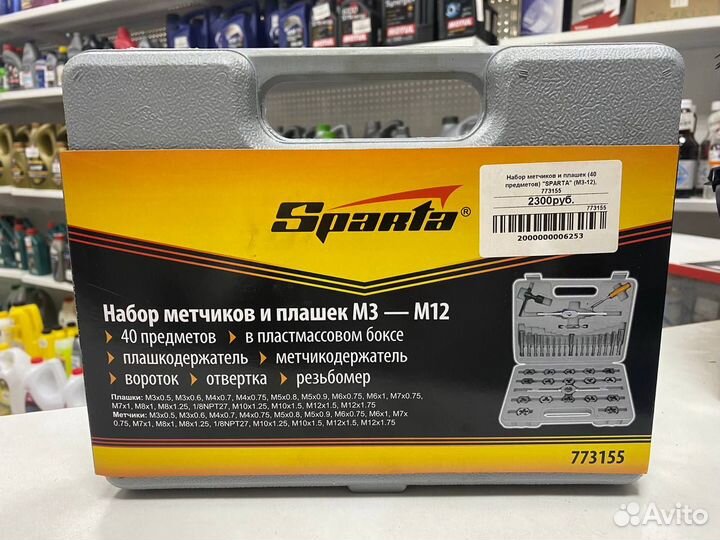 MOTUL
Набор метчиков и плашек (40
предметов) "SPARTA" (М3-12),
773155
2300руб.
773155
2000000006253
Sparta®
Набор метчиков и плашек М3 — М12
40 предметов в пластмассовом боксе
плашкодержатель метчикодержатель
вороток отвертка резьбомер
Плашки: М3х0.5, М3х0.6, М4х0.7, М4х0.75, М5х0.8, М5х0.9, М6х0.75, М6х1, М7х0.75,
М7х1, М8х1, М8х1.25, 1/8NPT27, М10х1.25, М10х1.5, М12х1.5, М12х1.75
Метчики: М3х0.5, М3х0.6, М4х0.7, М4х0.75, М5х0.8, М5х0.9, М6х0.75, М6х1, М7х
0.75, М7х1, М8х1, М8х1.25, 1/8NPT27, М10х1.25, М10х1.5, М12х1.5, М12х1.75
773155
Avito